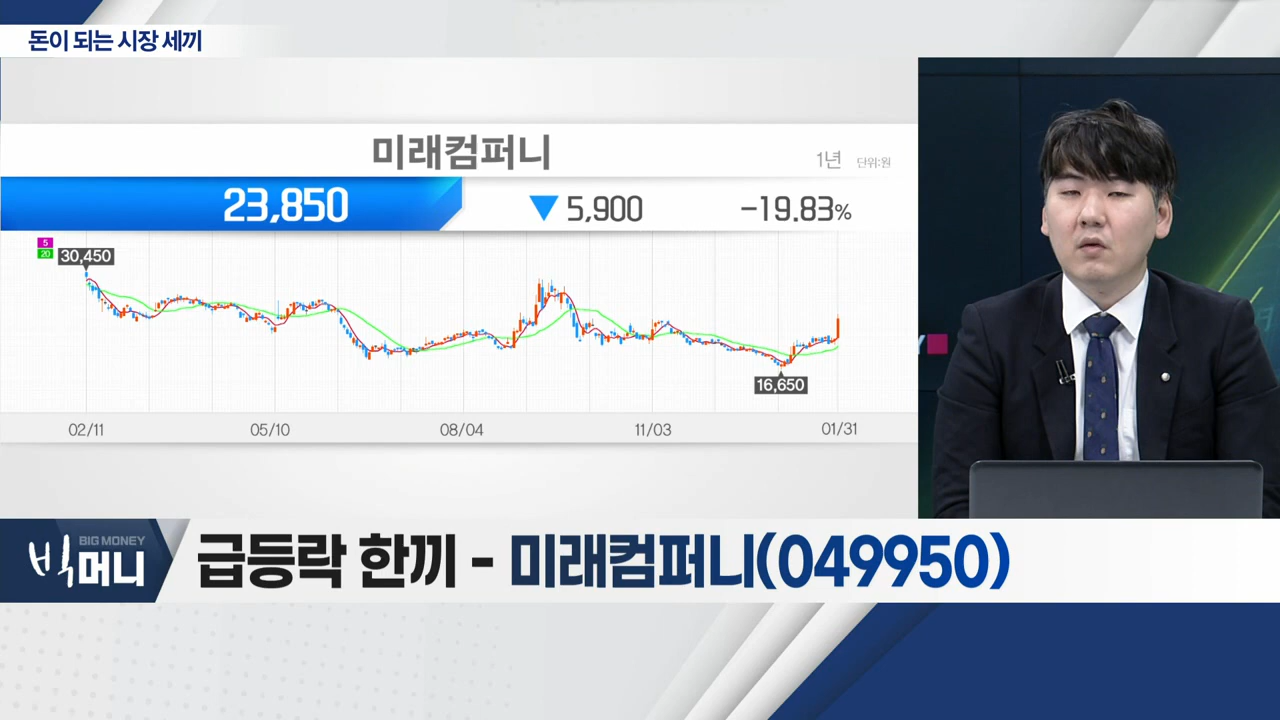 돈이 되는 시장 세끼
미래컴퍼니
1년 단위:원
23,850 ▼ 5,900 -19.83%
5
20
30,450
16,650
02/11 05/10 08/04 11/03 01/31
Y
BIG MONEY
빅머니
급등락 한끼 - 미래컴퍼니(049950)